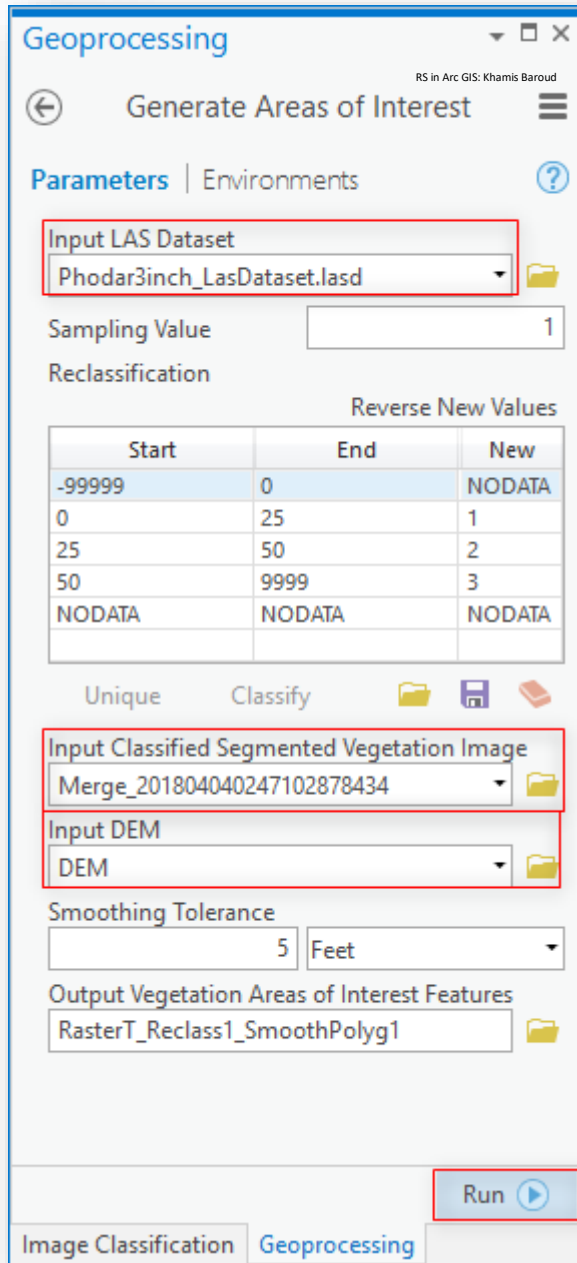 Geoprocessing
RS in Arc GIS: Khamis Baroud
Generate Areas of Interest
Parameters | Environments
Input LAS Dataset
Phodar3inch_LasDataset.lasd
Sampling Value 1
Reclassification
Reverse New Values
Start End New
-99999 0 NODATA
0 25 1
25 50 2
50 9999 3
NODATA NODATA NODATA
Unique Classify
Input Classified Segmented Vegetation Image
Merge_201804040247102878434
Input DEM
DEM
Smoothing Tolerance
5 Feet
Output Vegetation Areas of Interest Features
RasterT_Reclass1_SmoothPolyg1
Run
Image Classification Geoprocessing